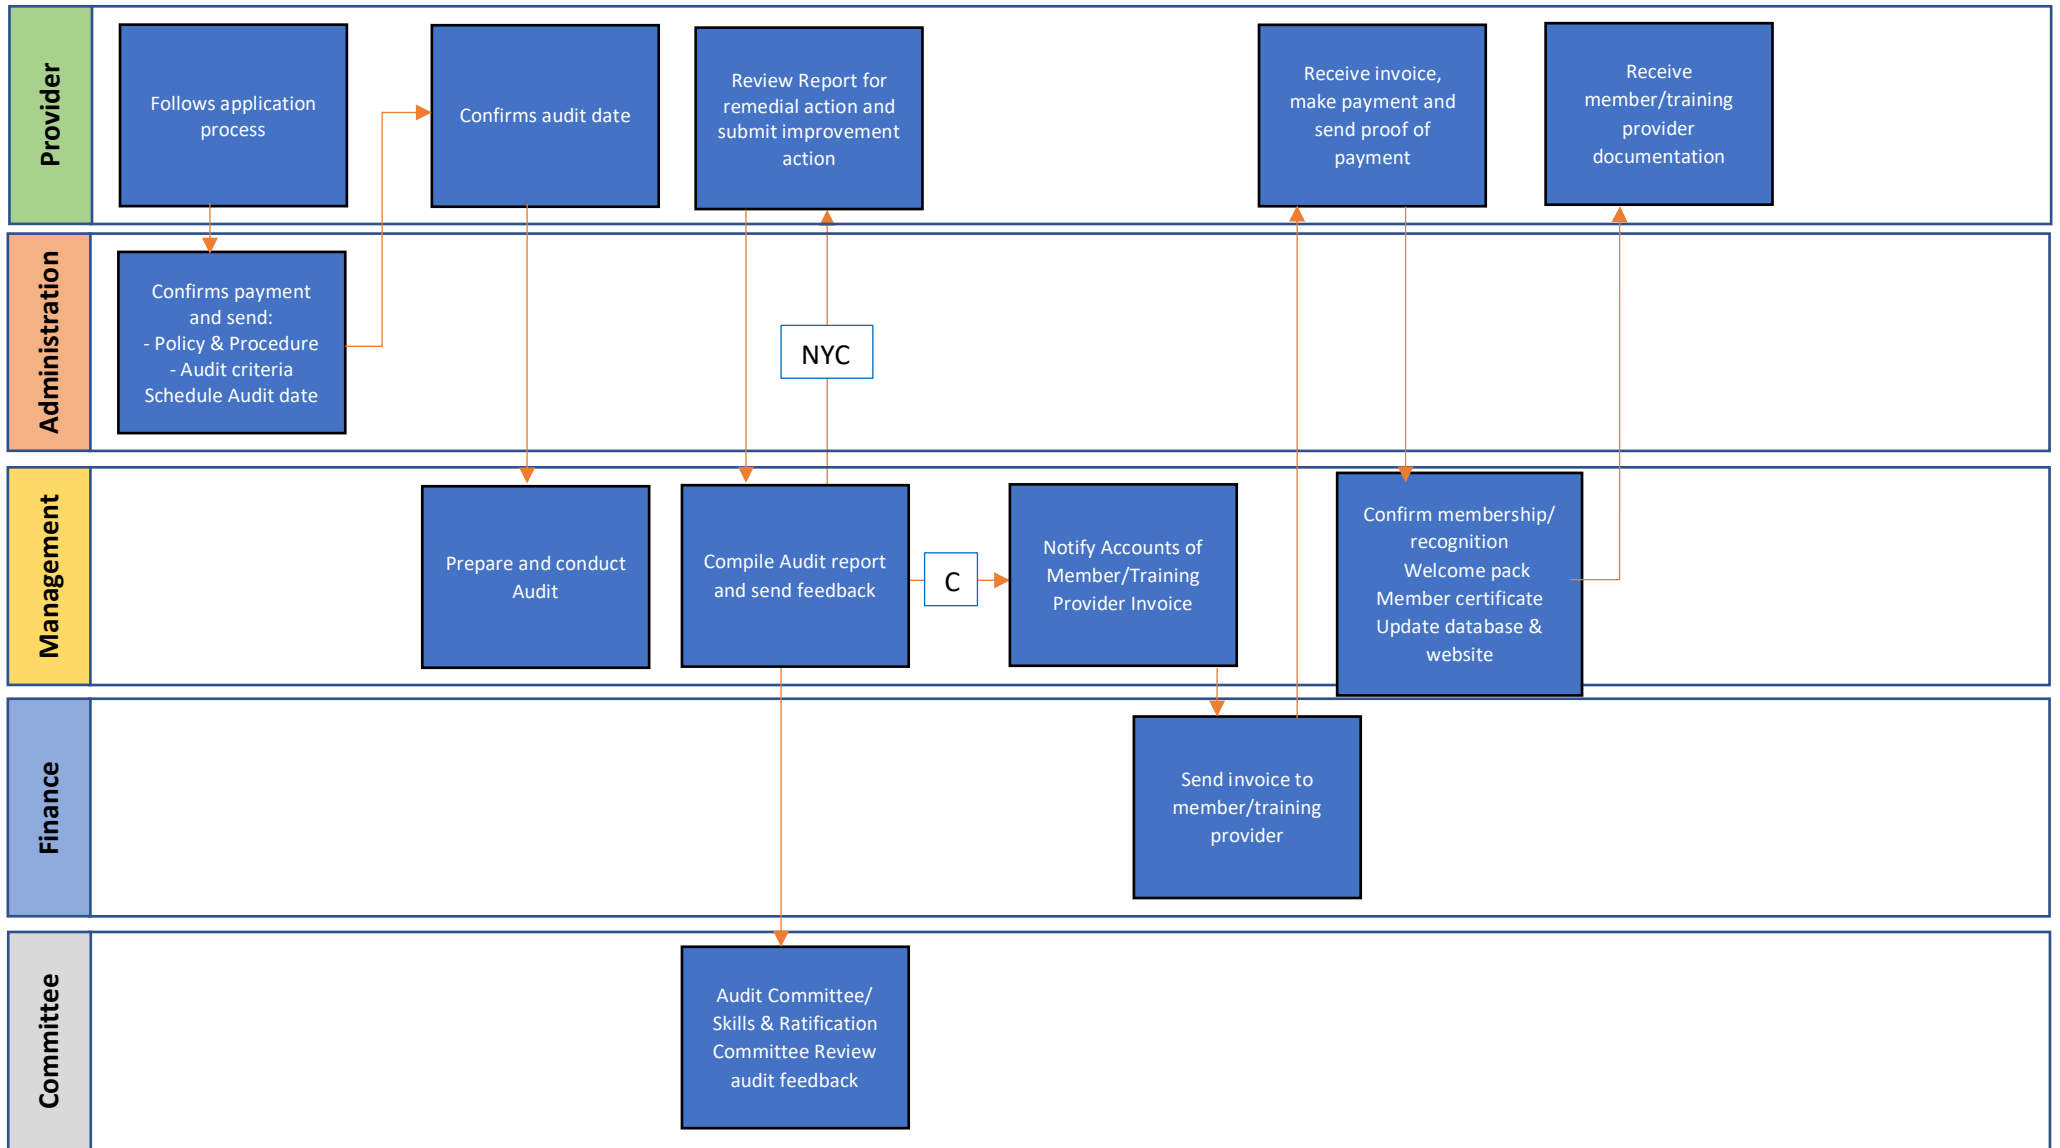 Provider
Follows application
process
Confirms audit date
Review Report for
remedial action and
submit improvement
action
Receive invoice,
make payment and
send proof of
payment
Receive
member/training
provider
documentation
Administration
Confirms payment
and send:
- Policy & Procedure
- Audit criteria
Schedule Audit date
NYC
Management
Prepare and conduct
Audit
Compile Audit report
and send feedback
C
Notify Accounts of
Member/Training
Provider Invoice
Confirm membership/
recognition
Welcome pack
Member certificate
Update database &
website
Finance
Send invoice to
member/training
provider
Committee
Audit Committee/
Skills & Ratification
Committee Review
audit feedback